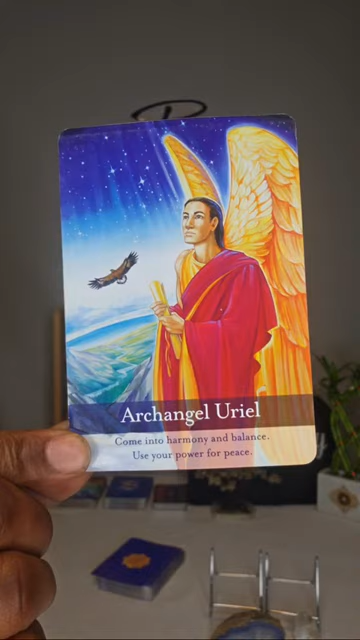 Archangel Uriel
Come into harmony and balance.
Use your power for peace.